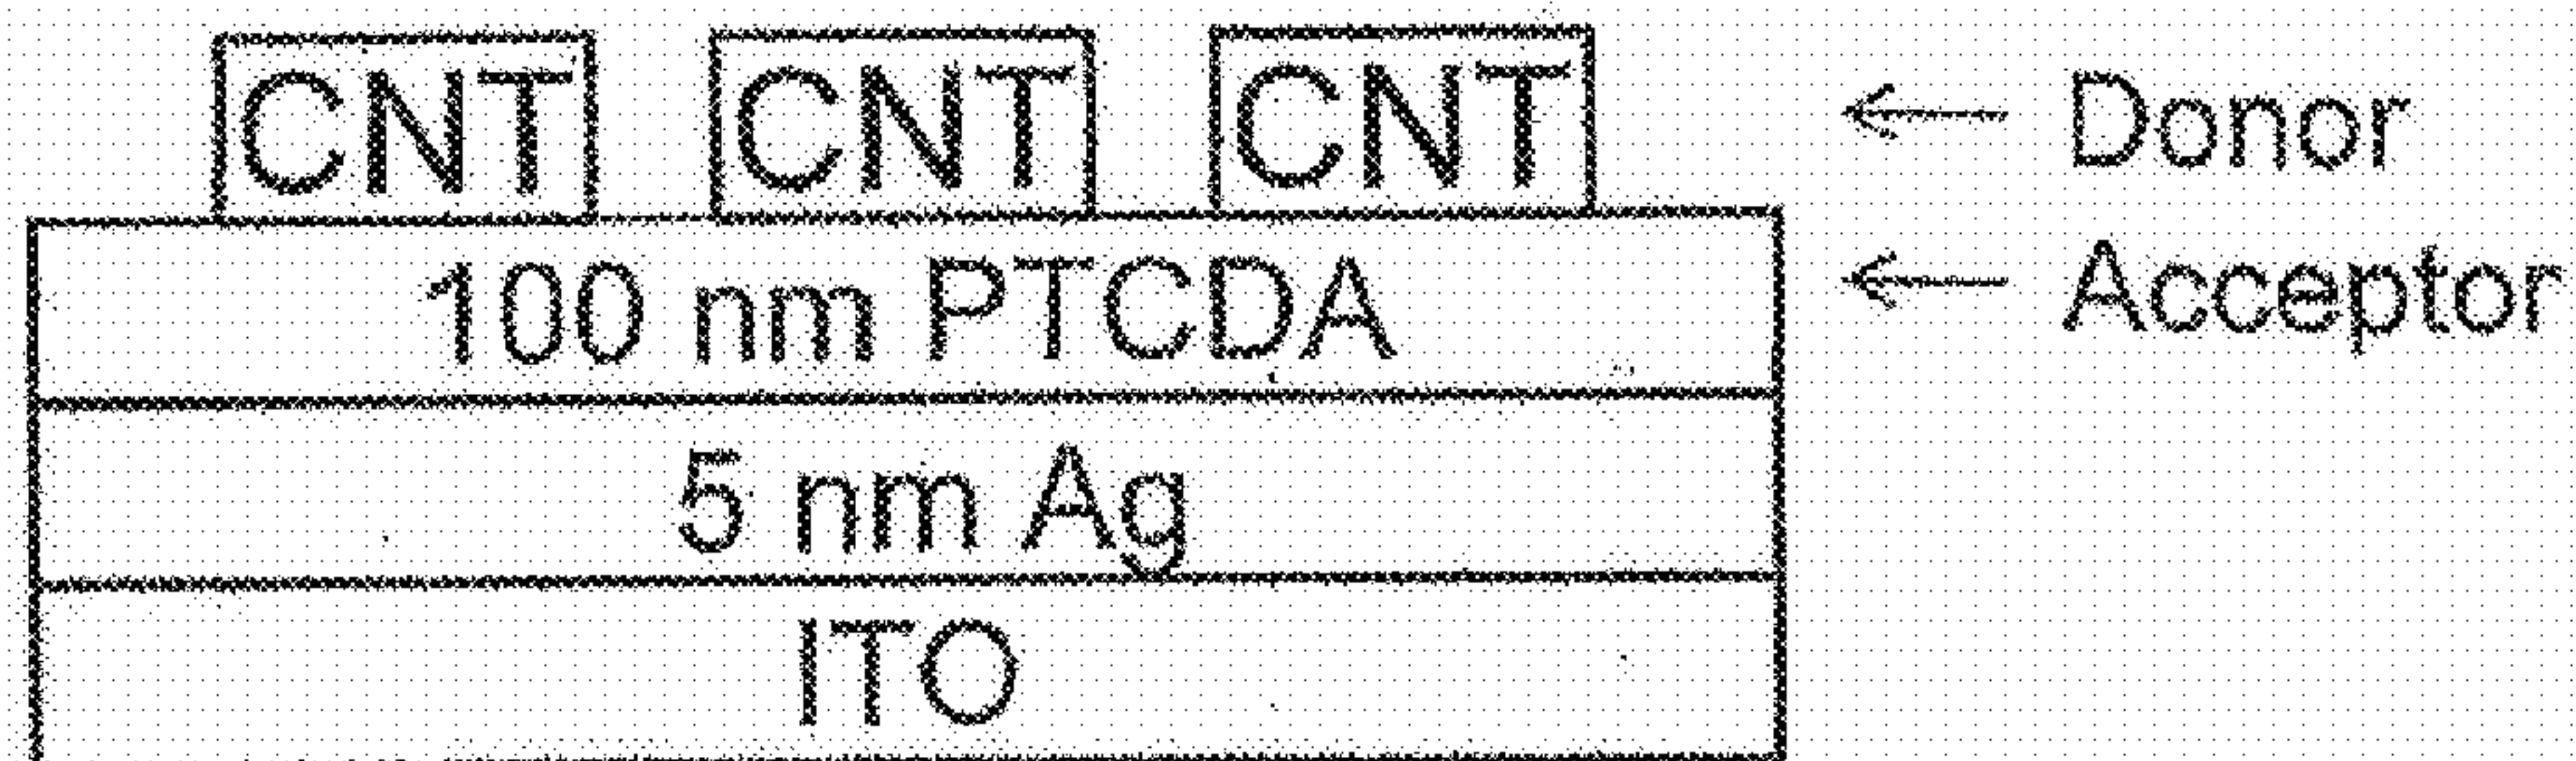 CNT CNT CNT ← Donor
100 nm PTCDA ← Acceptor
5 nm Ag
ITO